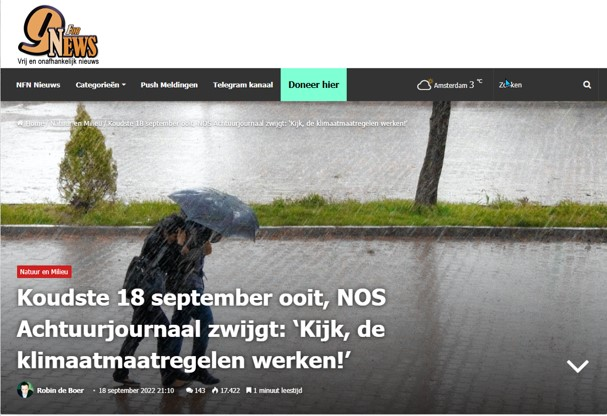 9
For
News
Vrij en onafhankelijk nieuws
NFN Nieuws Categorieën Push Meldingen Telegram kanaal Doneer hier Amsterdam 3 °C Zoeken
Home / Natuur en Milieu / Koudste 18 september ooit, NOS Achtuurjournaal zwijgt: ‘Kijk, de klimaatmaatregelen werken!’
Natuur en Milieu
Koudste 18 september ooit, NOS
Achtuurjournaal zwijgt: ‘Kijk, de
klimaatmaatregelen werken!’
Robin de Boer • 18 september 2022 21:10 143 17.422 1 minuut leestijd